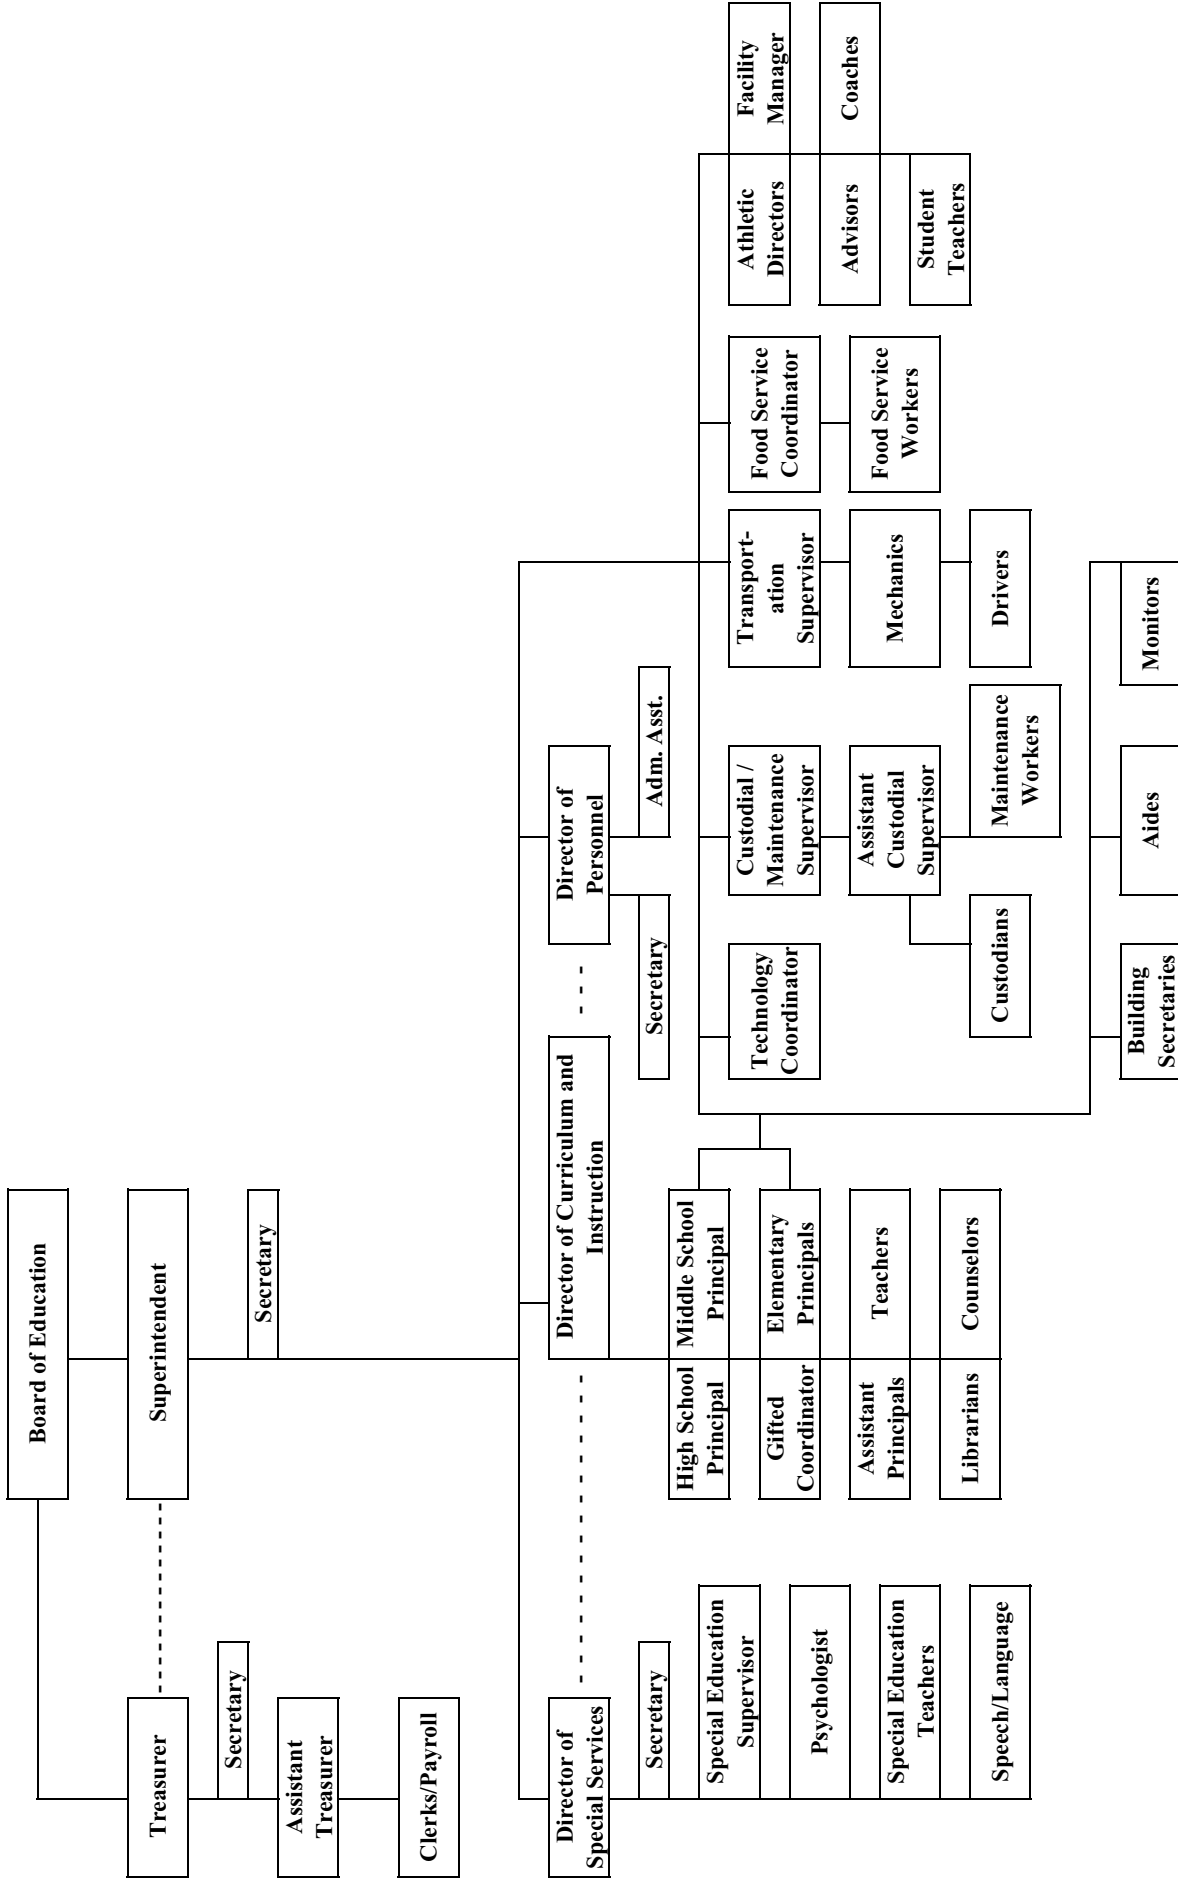 Board of Education
Treasurer
Superintendent
Secretary
Secretary
Assistant
Treasurer
Clerks/Payroll
Director of
Special Services
Director of Curriculum and
Instruction
Director of
Personnel
Secretary
Secretary
Adm. Asst.
Special Education
Supervisor
Psychologist
Special Education
Teachers
Speech/Language
High School
Principal
Middle School
Principal
Gifted
Coordinator
Elementary
Principals
Assistant
Principals
Teachers
Librarians
Counselors
Technology
Coordinator
Custodial /
Maintenance
Supervisor
Assistant
Custodial
Supervisor
Custodians
Maintenance
Workers
Transport-
ation
Supervisor
Mechanics
Drivers
Food Service
Coordinator
Food Service
Workers
Athletic
Directors
Facility
Manager
Advisors
Coaches
Student
Teachers
Building
Secretaries
Aides
Monitors